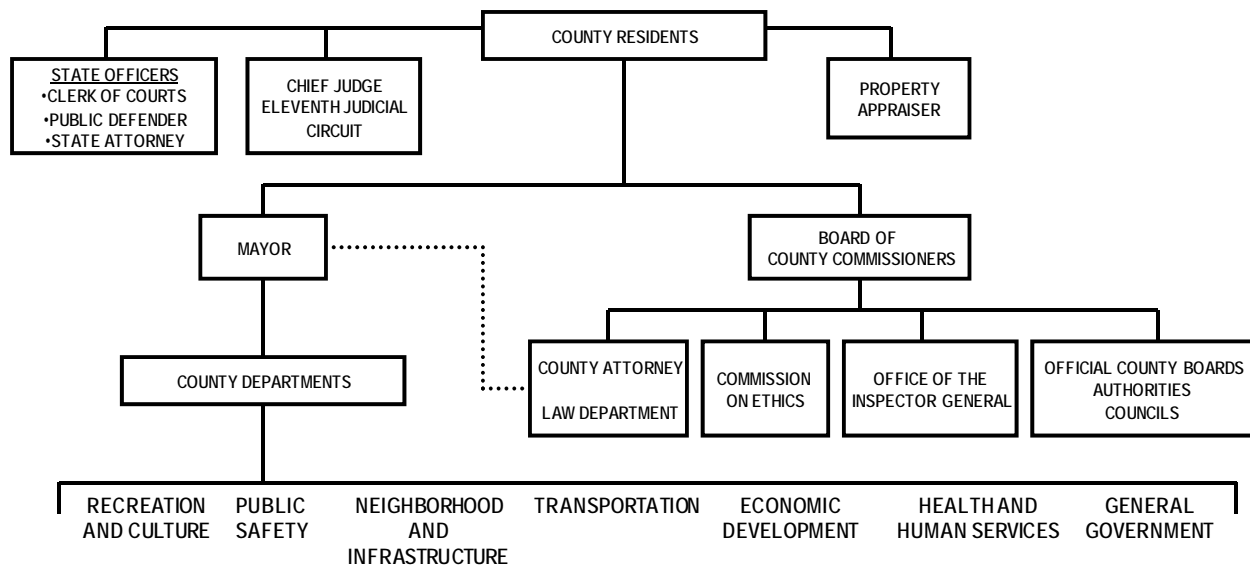 COUNTY RESIDENTS
STATE OFFICERS
•CLERK OF COURTS
•PUBLIC DEFENDER
•STATE ATTORNEY
CHIEF JUDGE
ELEVENTH JUDICIAL
CIRCUIT
PROPERTY
APPRAISER
MAYOR
BOARD OF
COUNTY COMMISSIONERS
COUNTY DEPARTMENTS
COUNTY ATTORNEY
LAW DEPARTMENT
COMMISSION
ON ETHICS
OFFICE OF THE
INSPECTOR GENERAL
OFFICIAL COUNTY BOARDS
AUTHORITIES
COUNCILS
RECREATION
AND CULTURE
PUBLIC
SAFETY
NEIGHBORHOOD
AND
INFRASTRUCTURE
TRANSPORTATION
ECONOMIC
DEVELOPMENT
HEALTH AND
HUMAN SERVICES
GENERAL
GOVERNMENT